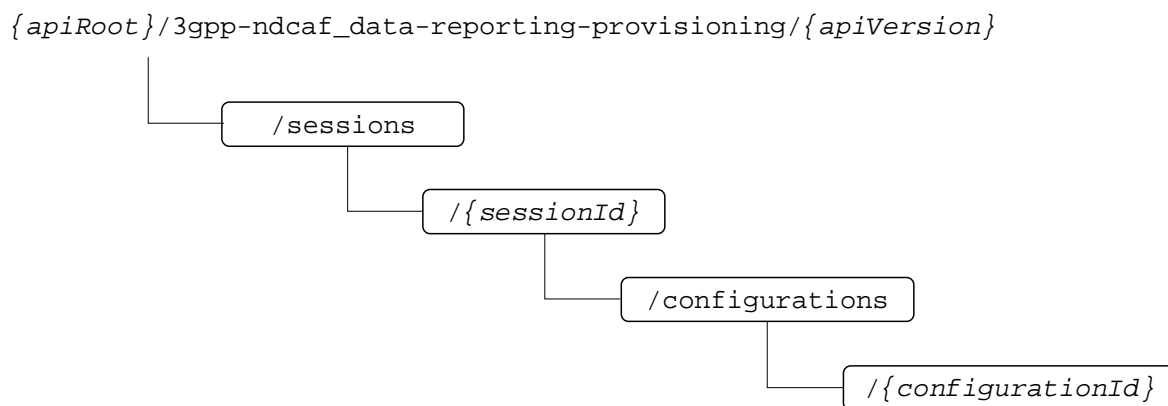 {apiRoot}/3gpp-ndcaf_data-reporting-provisioning/{apiVersion}
/sessions
/{sessionId}
/configurations
/{configurationId}